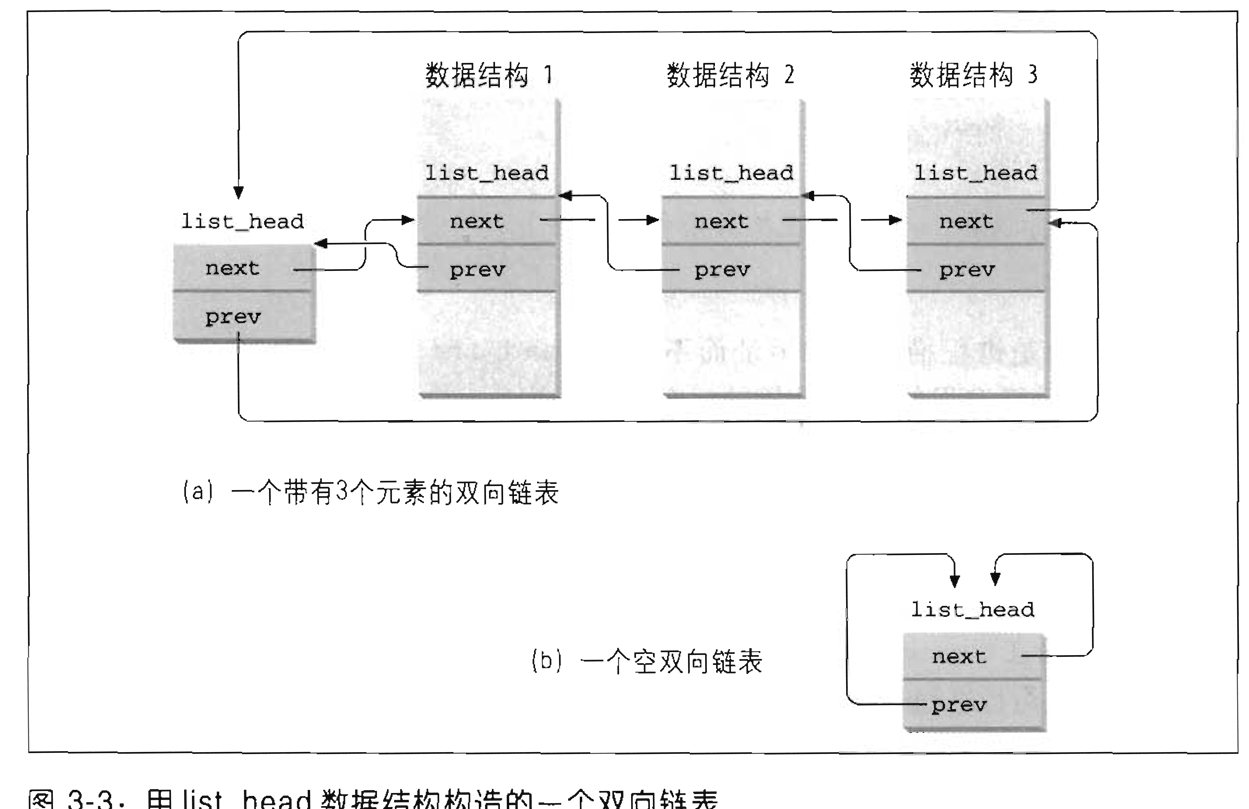 数据结构 1
数据结构 2
数据结构 3
list_head
list_head
list_head
list_head
next
next
next
next
prev
prev
prev
prev
(a) 一个带有3个元素的双向链表
list_head
(b) 一个空双向链表
next
prev
图 3-3：用 list_head 数据结构构造的一个双向链表